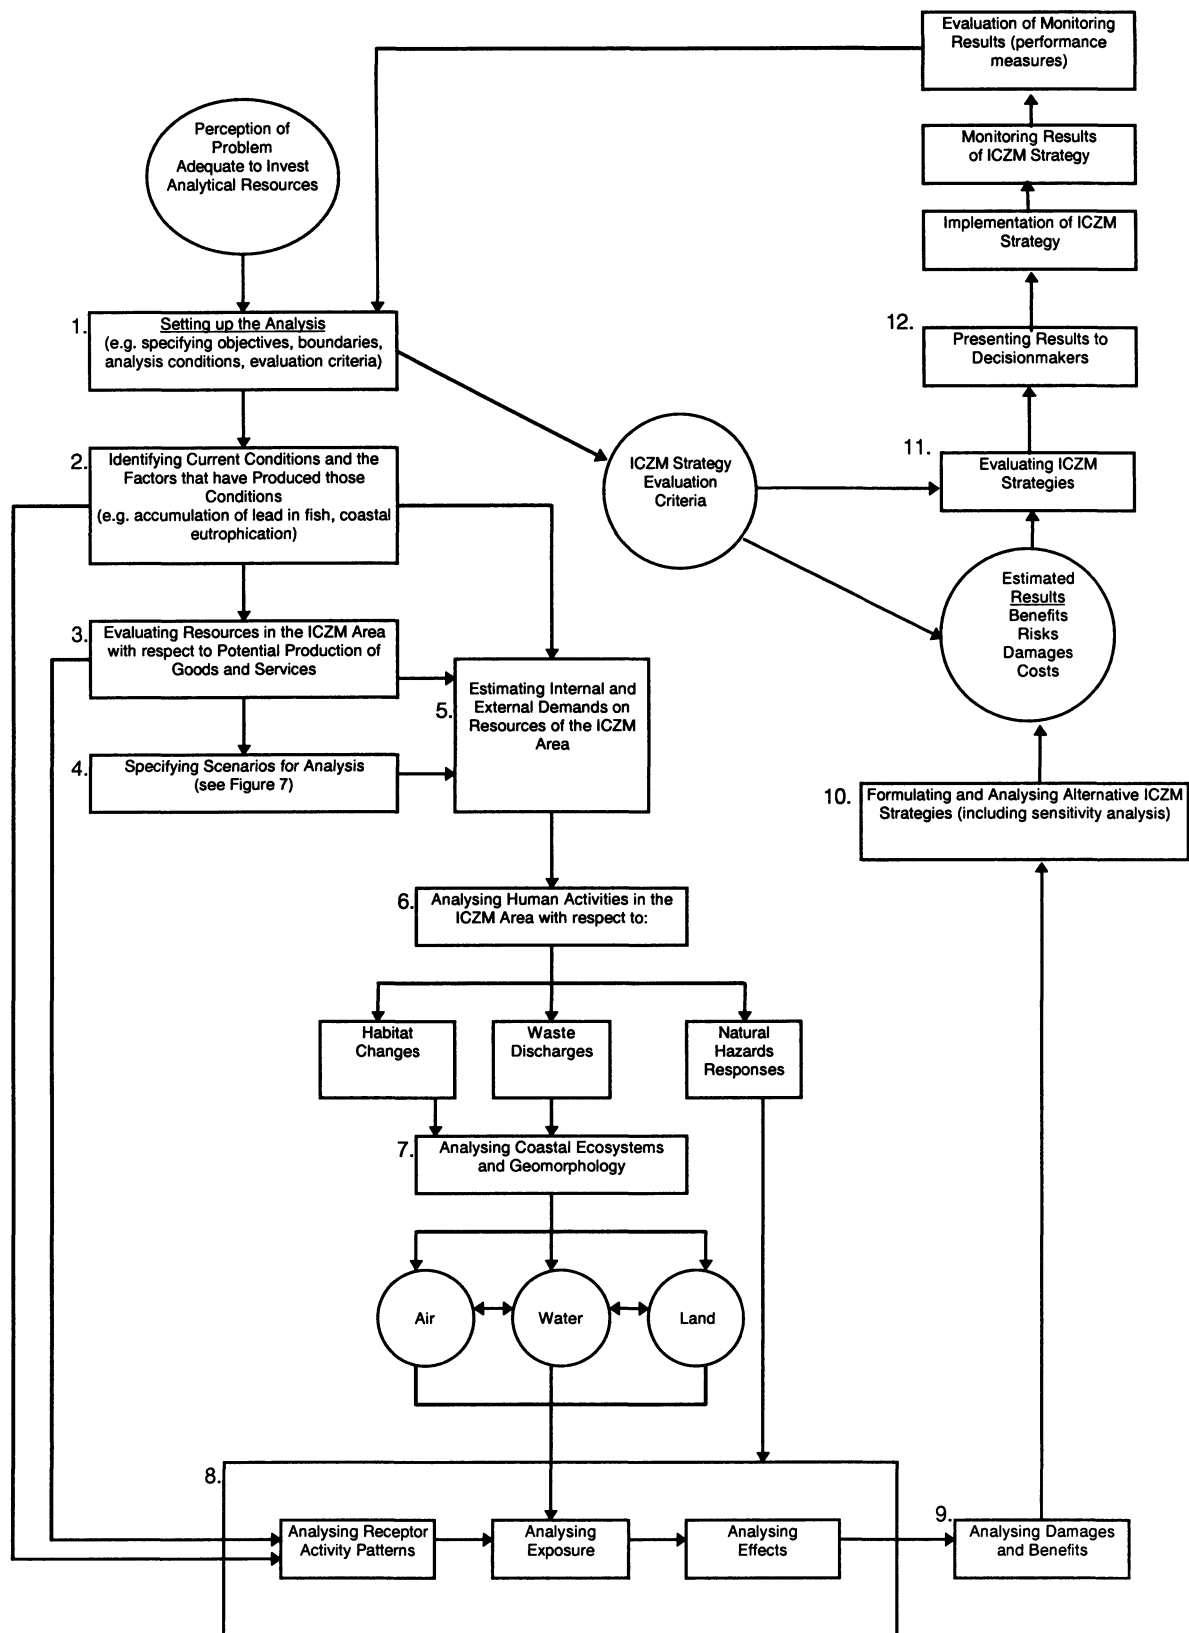 Evaluation of Monitoring
Results (performance
measures)
Perception of
Problem
Adequate to Invest
Analytical Resources
Monitoring Results
of ICZM Strategy
Implementation of ICZM
Strategy
1.
Setting up the Analysis
(e.g. specifying objectives, boundaries,
analysis conditions, evaluation criteria)
12.
Presenting Results to
Decisionmakers
2.
Identifying Current Conditions and the
Factors that have Produced those
Conditions
(e.g. accumulation of lead in fish, coastal
eutrophication)
ICZM Strategy
Evaluation
Criteria
11.
Evaluating ICZM
Strategies
Estimated
Results
Benefits
Risks
Damages
Costs
3.
Evaluating Resources in the ICZM Area
with respect to Potential Production of
Goods and Services
4.
Specifying Scenarios for Analysis
(see Figure 7)
5.
Estimating Internal and
External Demands on
Resources of the ICZM
Area
10.
Formulating and Analysing Alternative ICZM
Strategies (including sensitivity analysis)
6.
Analysing Human Activities in the
ICZM Area with respect to:
Habitat
Changes
Waste
Discharges
Natural
Hazards
Responses
7.
Analysing Coastal Ecosystems
and Geomorphology
Air
Water
Land
8.
Analysing Receptor
Activity Patterns
Analysing
Exposure
Analysing
Effects
9.
Analysing Damages
and Benefits